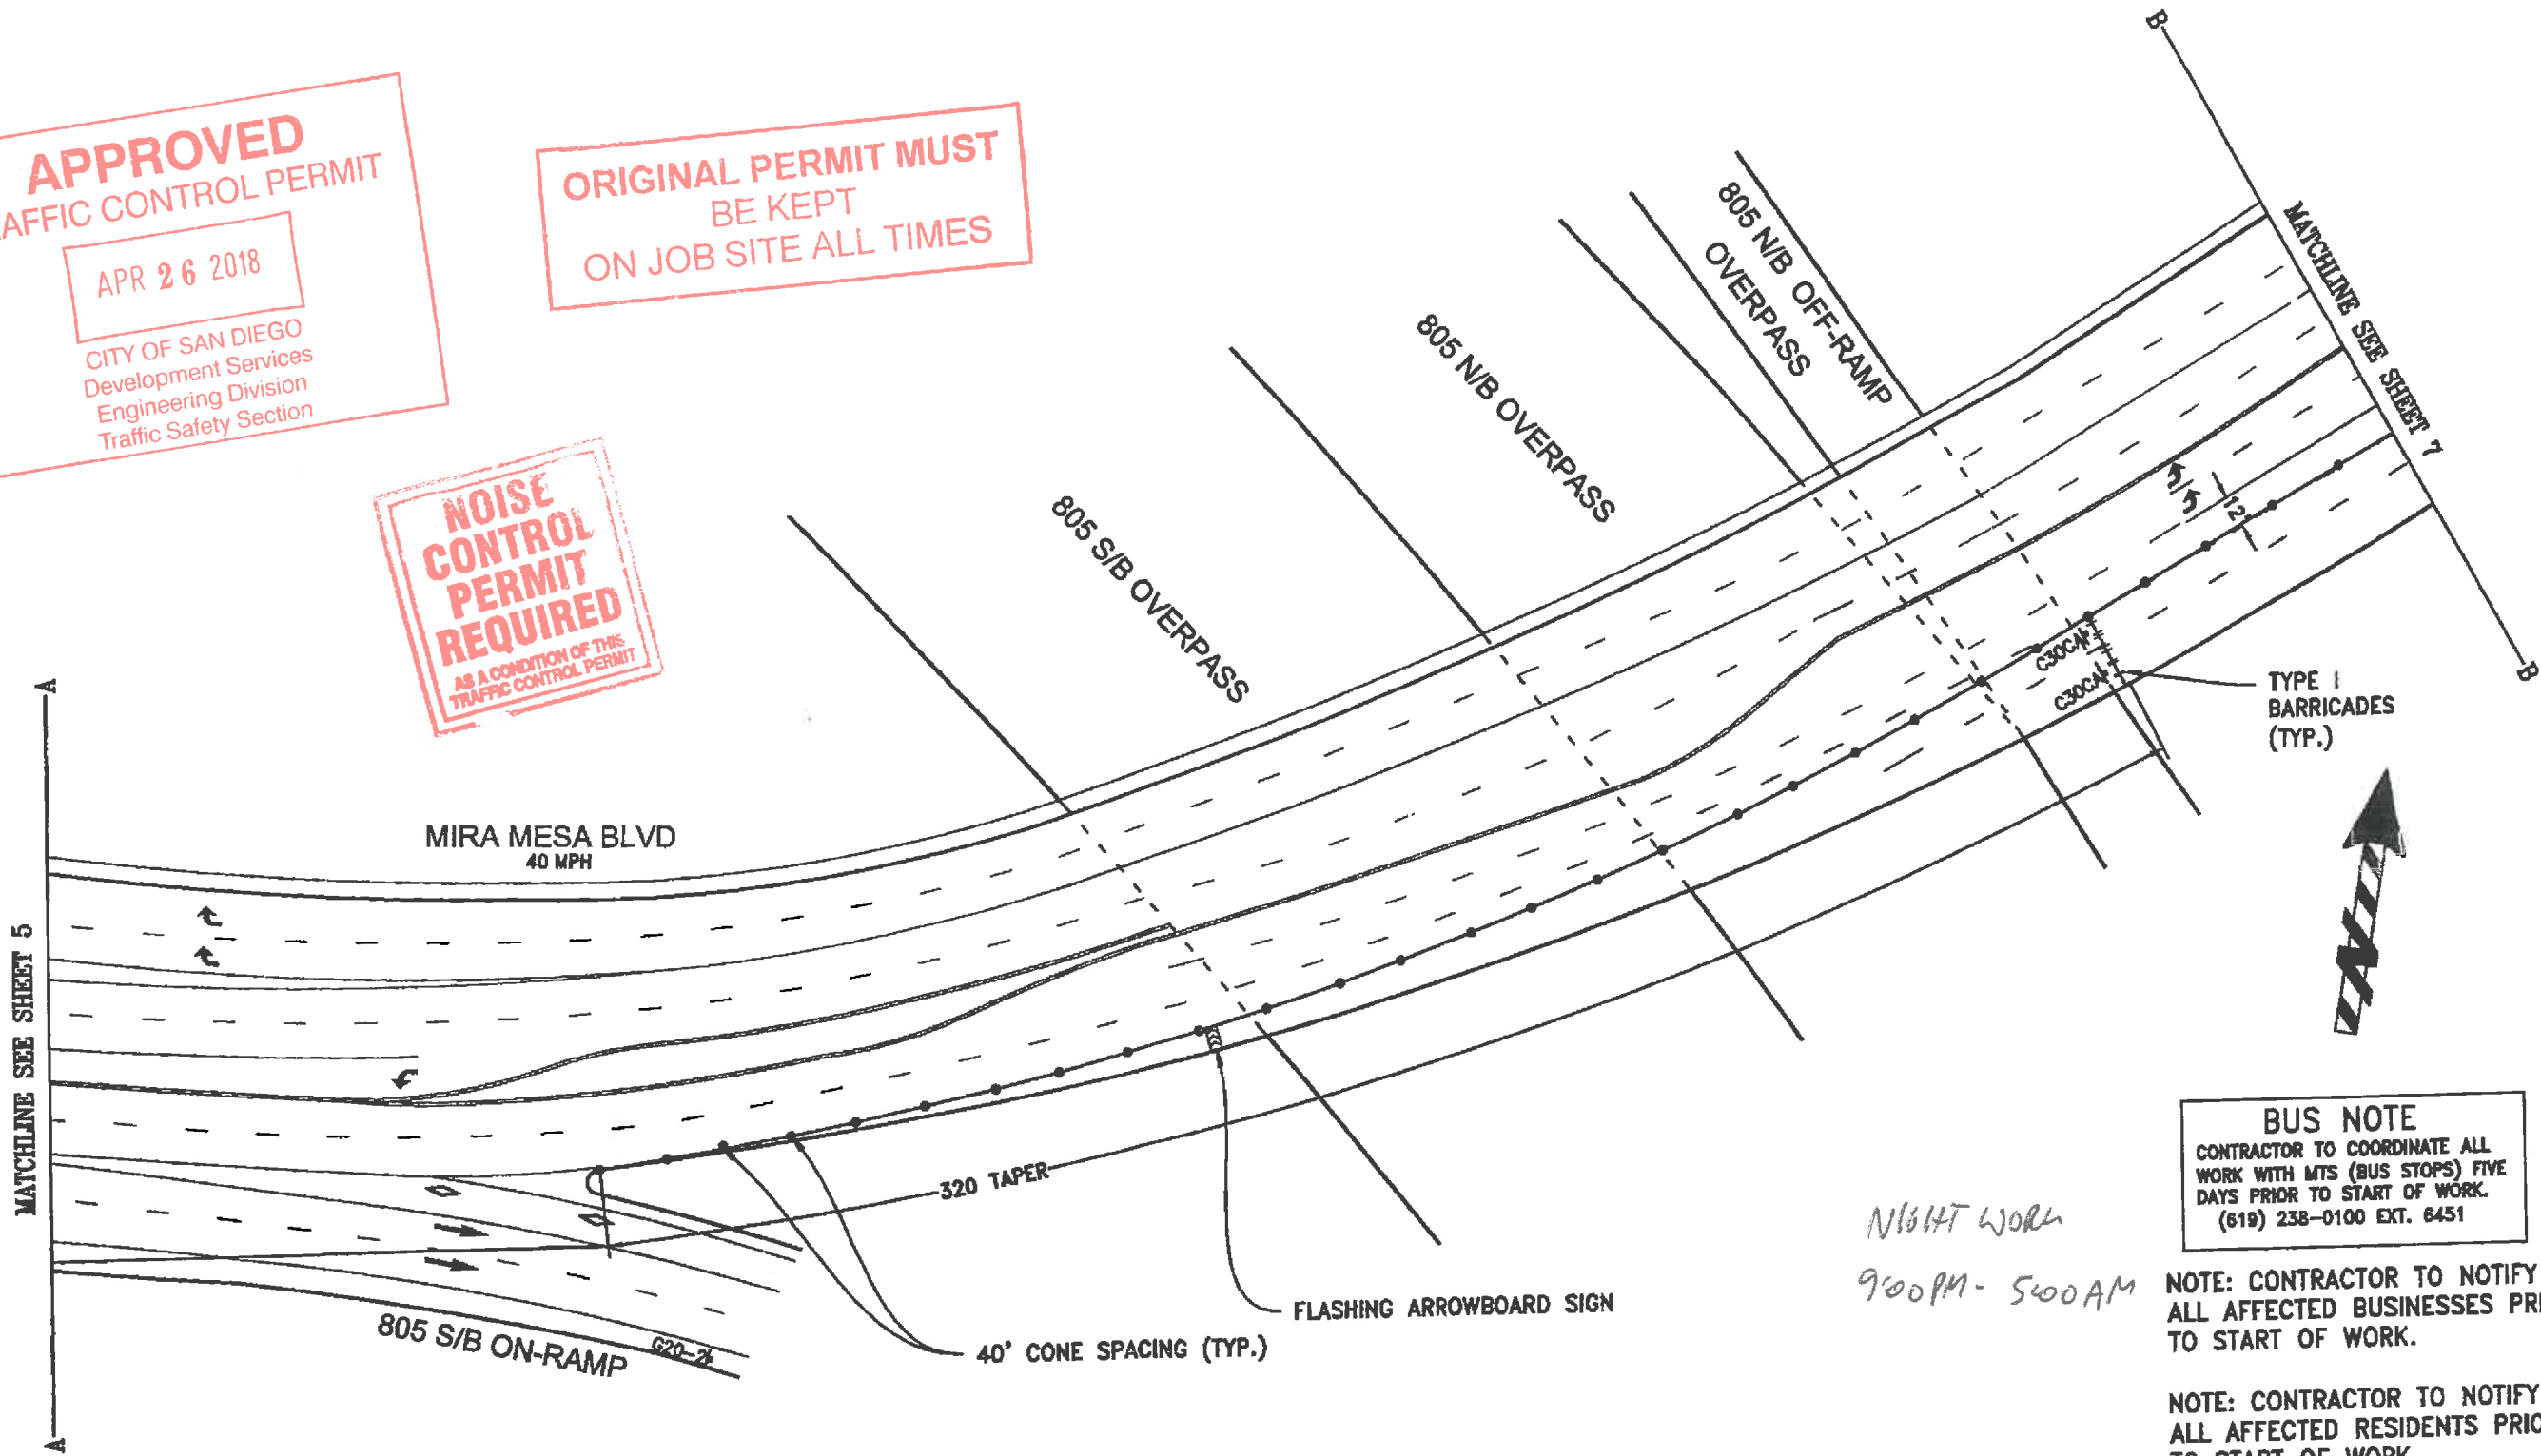 APPROVED
AFFIC CONTROL PERMIT
APR 26 2018
CITY OF SAN DIEGO
Development Services
Engineering Division
Traffic Safety Section
ORIGINAL PERMIT MUST
BE KEPT
ON JOB SITE ALL TIMES
NOISE
CONTROL
PERMIT
REQUIRED
AS A CONDITION OF THIS
TRAFFIC CONTROL PERMIT
805 S/B OVERPASS
805 N/B OVERPASS
805 N/B OFF-RAMP
OVERPASS
B
MATCHLINE SEE SHEET 7
B
12'
C30CA
C30CA
TYPE I
BARRICADES
(TYP.)
N
A
MATCHLINE SEE SHEET 5
A
MIRA MESA BLVD
40 MPH
320 TAPER
805 S/B ON-RAMP
G20-2
40' CONE SPACING (TYP.)
FLASHING ARROWBOARD SIGN
NIGHT WORK
9:00PM - 5:00AM
BUS NOTE
CONTRACTOR TO COORDINATE ALL
WORK WITH MTS (BUS STOPS) FIVE
DAYS PRIOR TO START OF WORK.
(619) 238-0100 EXT. 6451
NOTE: CONTRACTOR TO NOTIFY
ALL AFFECTED BUSINESSES PRI
TO START OF WORK.
NOTE: CONTRACTOR TO NOTIFY
ALL AFFECTED RESIDENTS PRIO
TO START OF WORK